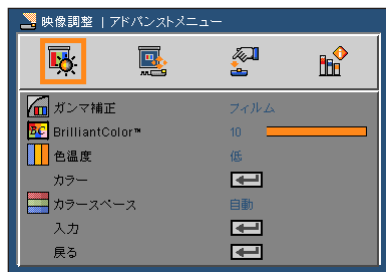 映像調整 | アドバンストメニュー
ガンマ補正 フィルム
BrilliantColor™ 10
色温度 低
カラー
カラースペース 自動
入力
戻る